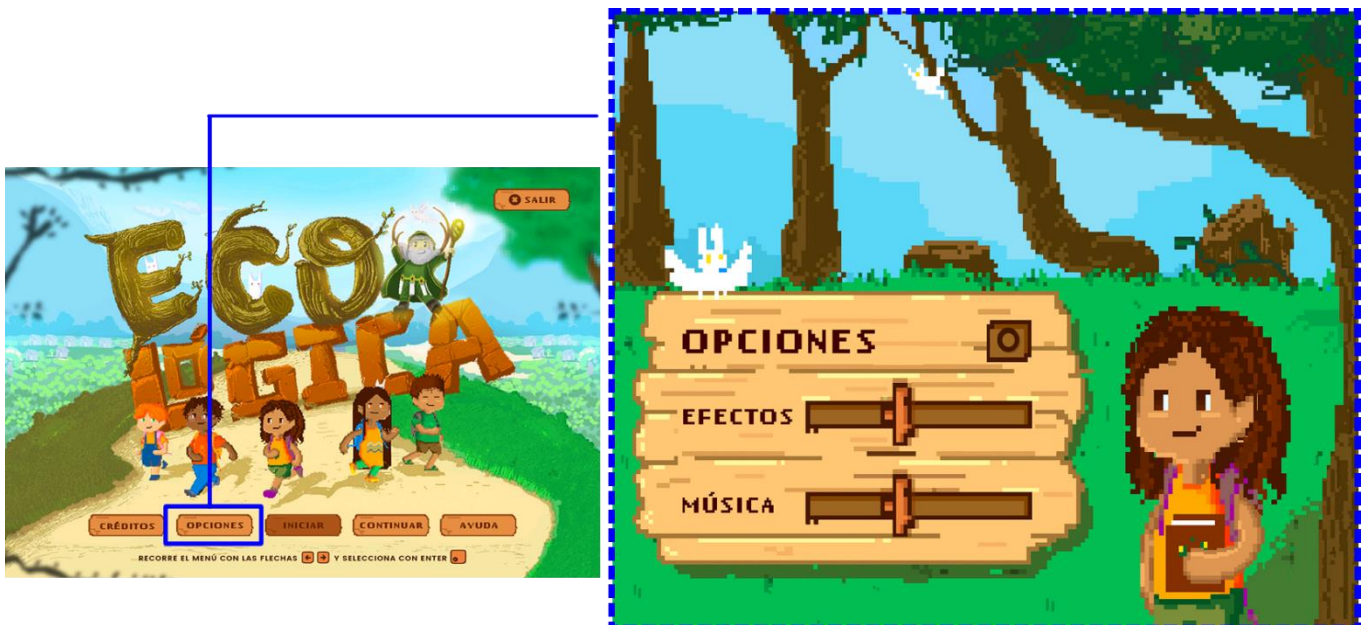 SALIR
ECO
LÓGICA
CRÉDITOS
OPCIONES
INICIAR
CONTINUAR
AYUDA
RECORRE EL MENÚ CON LAS FLECHAS Y SELECCIONA CON ENTER
OPCIONES
EFECTOS
MÚSICA